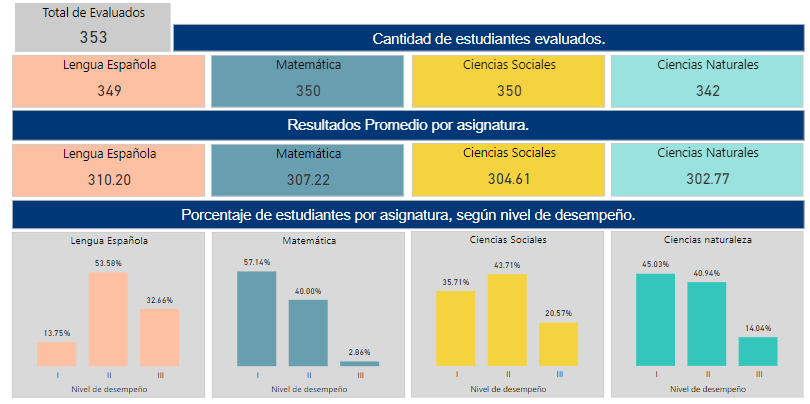 Total de Evaluados
353
Cantidad de estudiantes evaluados.
Lengua Española Matemática Ciencias Sociales Ciencias Naturales
349 350 350 342
Resultados Promedio por asignatura.
Lengua Española Matemática Ciencias Sociales Ciencias Naturales
310.20 307.22 304.61 302.77
Porcentaje de estudiantes por asignatura, según nivel de desempeño.
Lengua Española
13.75% 53.58% 32.66%
I II III
Nivel de desempeño
Matemática
57.14% 40.00% 2.86%
I II III
Nivel de desempeño
Ciencias Sociales
35.71% 43.71% 20.57%
I II III
Nivel de desempeño
Ciencias naturaleza
45.03% 40.94% 14.04%
I II III
Nivel de desempeño